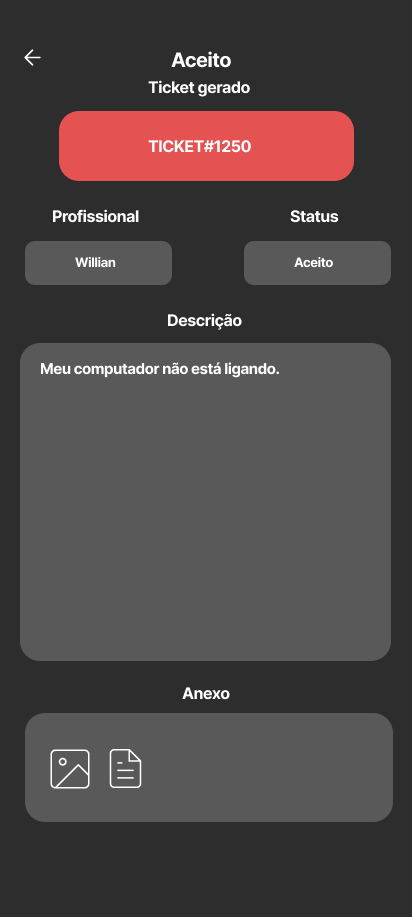 Aceito
Ticket gerado
TICKET#1250
Profissional
Status
Willian
Aceito
Descrição
Meu computador não está ligando.
Anexo